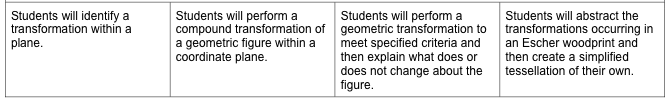 Students will identify a
transformation within a
plane.
Students will perform a
compound transformation of
a geometric figure within a
coordinate plane.
Students will perform a
geometric transformation to
meet specified criteria and
then explain what does or
does not change about the
figure.
Students will abstract the
transformations occurring in
an Escher woodprint and
then create a simplified
tessellation of their own.